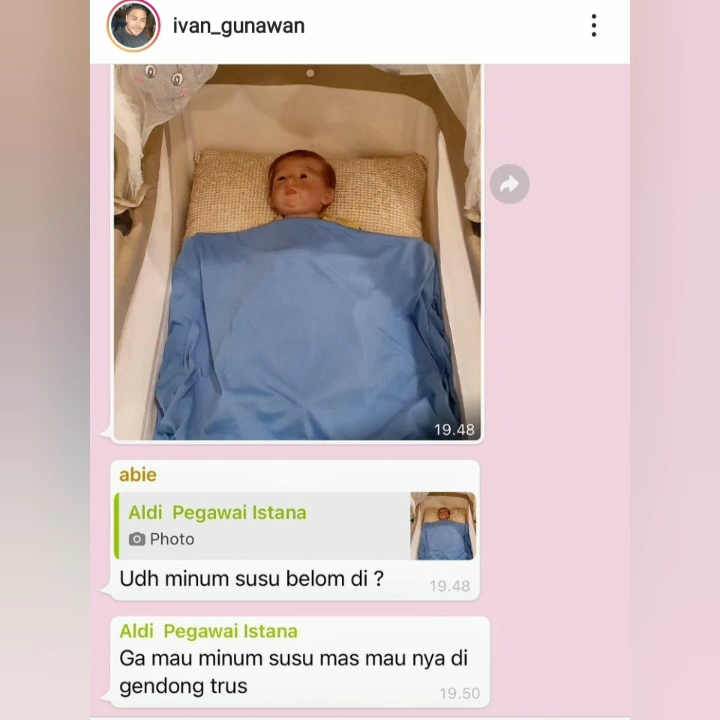 ivan_gunawan
19.48
abie
Aldi Pegawai Istana
Photo
Udh minum susu belom di ?
19.48
Aldi Pegawai Istana
Ga mau minum susu mas mau nya di
gendong trus
19.50